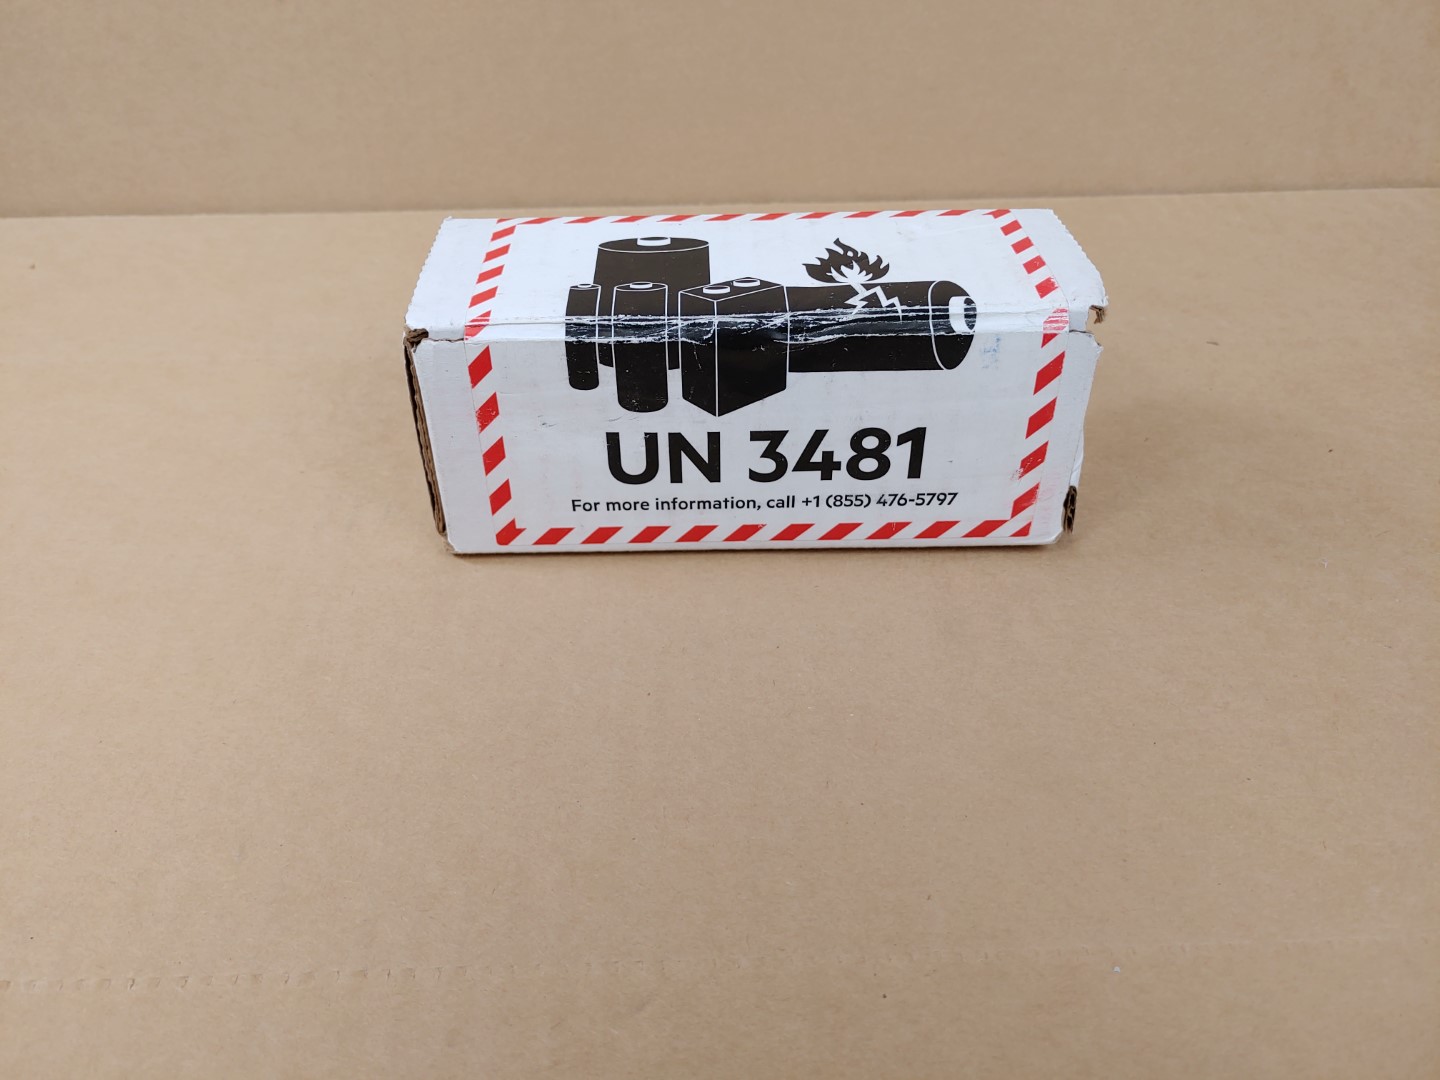 UN 3481
For more information, call +1 (855) 476-5797